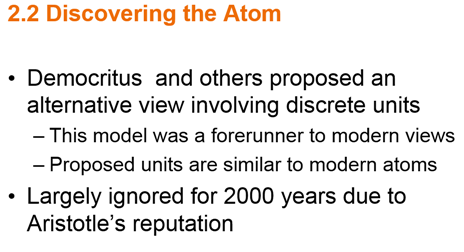 2.2 Discovering the Atom
• Democritus and others proposed an
alternative view involving discrete units
– This model was a forerunner to modern views
– Proposed units are similar to modern atoms
• Largely ignored for 2000 years due to
Aristotle's reputation